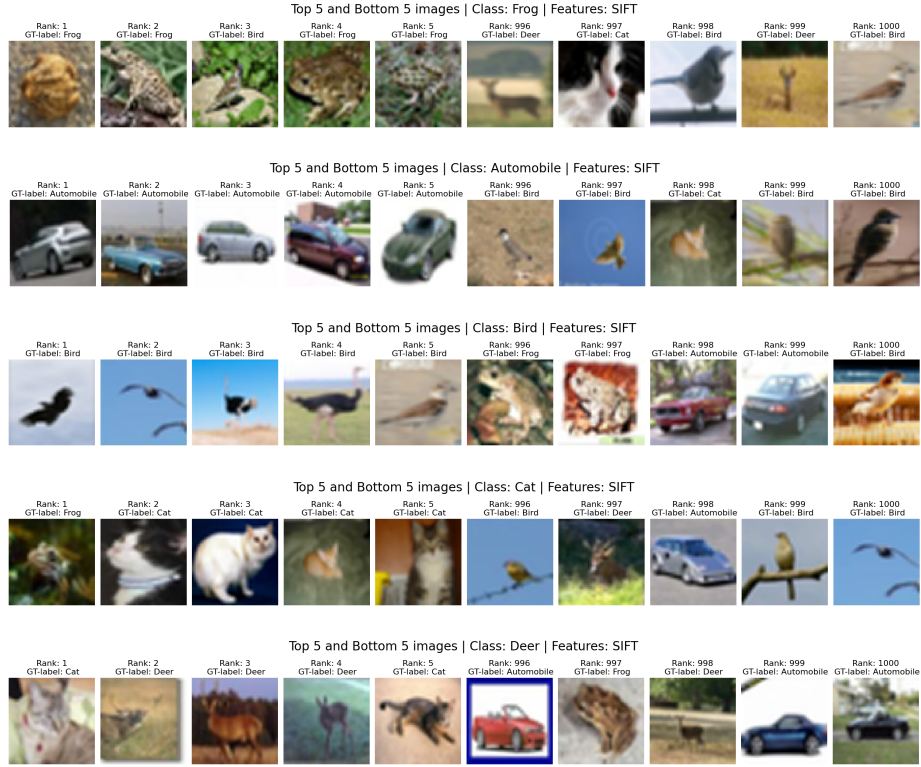 Top 5 and Bottom 5 images | Class: Frog | Features: SIFT
Rank: 1 Rank: 2 Rank: 3 Rank: 4 Rank: 5 Rank: 996 Rank: 997 Rank: 998 Rank: 999 Rank: 1000
GT-label: Frog GT-label: Frog GT-label: Bird GT-label: Frog GT-label: Frog GT-label: Deer GT-label: Cat GT-label: Bird GT-label: Deer GT-label: Bird
Top 5 and Bottom 5 images | Class: Automobile | Features: SIFT
Rank: 1 Rank: 2 Rank: 3 Rank: 4 Rank: 5 Rank: 996 Rank: 997 Rank: 998 Rank: 999 Rank: 1000
GT-label: Automobile GT-label: Automobile GT-label: Automobile GT-label: Automobile GT-label: Automobile GT-label: Bird GT-label: Bird GT-label: Cat GT-label: Bird GT-label: Bird
Top 5 and Bottom 5 images | Class: Bird | Features: SIFT
Rank: 1 Rank: 2 Rank: 3 Rank: 4 Rank: 5 Rank: 996 Rank: 997 Rank: 998 Rank: 999 Rank: 1000
GT-label: Bird GT-label: Bird GT-label: Bird GT-label: Bird GT-label: Bird GT-label: Frog GT-label: Frog GT-label: Automobile GT-label: Automobile GT-label: Bird
Top 5 and Bottom 5 images | Class: Cat | Features: SIFT
Rank: 1 Rank: 2 Rank: 3 Rank: 4 Rank: 5 Rank: 996 Rank: 997 Rank: 998 Rank: 999 Rank: 1000
GT-label: Frog GT-label: Cat GT-label: Cat GT-label: Cat GT-label: Cat GT-label: Bird GT-label: Deer GT-label: Automobile GT-label: Bird GT-label: Bird
Top 5 and Bottom 5 images | Class: Deer | Features: SIFT
Rank: 1 Rank: 2 Rank: 3 Rank: 4 Rank: 5 Rank: 996 Rank: 997 Rank: 998 Rank: 999 Rank: 1000
GT-label: Cat GT-label: Deer GT-label: Deer GT-label: Deer GT-label: Cat GT-label: Automobile GT-label: Frog GT-label: Deer GT-label: Automobile GT-label: Automobile